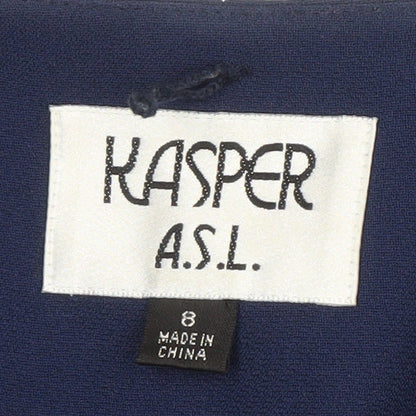 KASPER
A.S.L.
8
MADE IN
CHINA